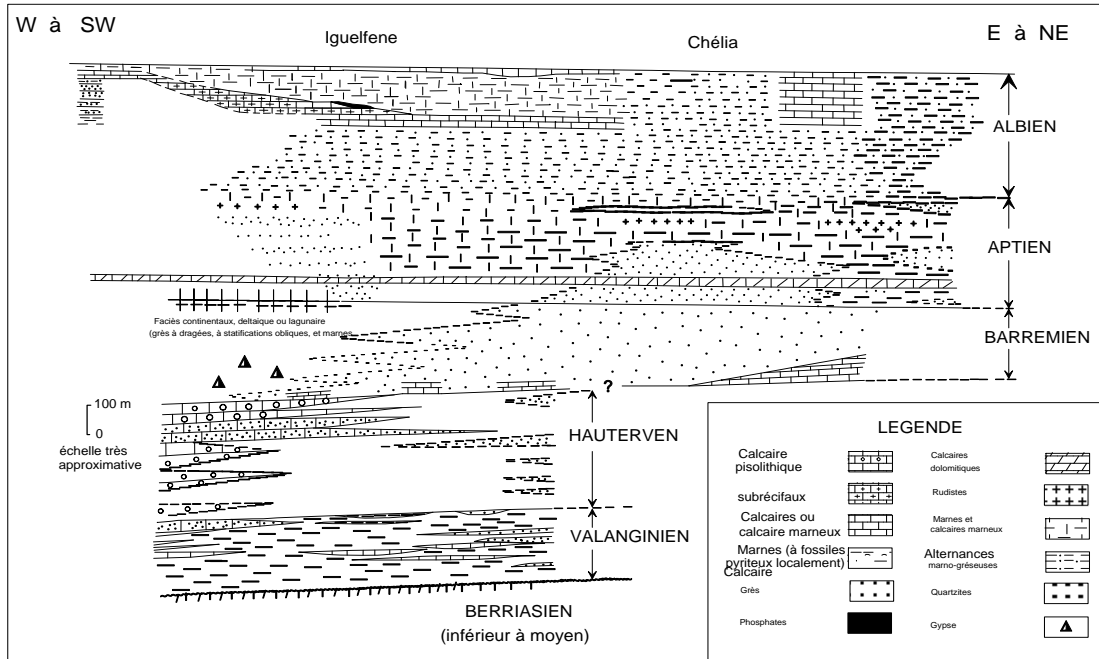 W à SW
Iguelfene
Chélia
E à NE
ALBIEN
APTIEN
Faciès continentaux, deltaique ou lagunaire
(grès à dragées, à statifications obliques, et marnes
BARREMIEN
?
100 m
0
échelle très
approximative
HAUTERVEN
VALANGINIEN
BERRIASIEN
(inférieur à moyen)
LEGENDE
Calcaire
pisolithique
Calcaires
dolomitiques
subrécifaux
Rudistes
Calcaires ou
calcaire marneux
Marnes et
calcaires marneux
Marnes (à fossiles
pyriteux localement)
Calcaire
Alternances
marno-gréseuses
Grès
Quartzites
Phosphates
Gypse